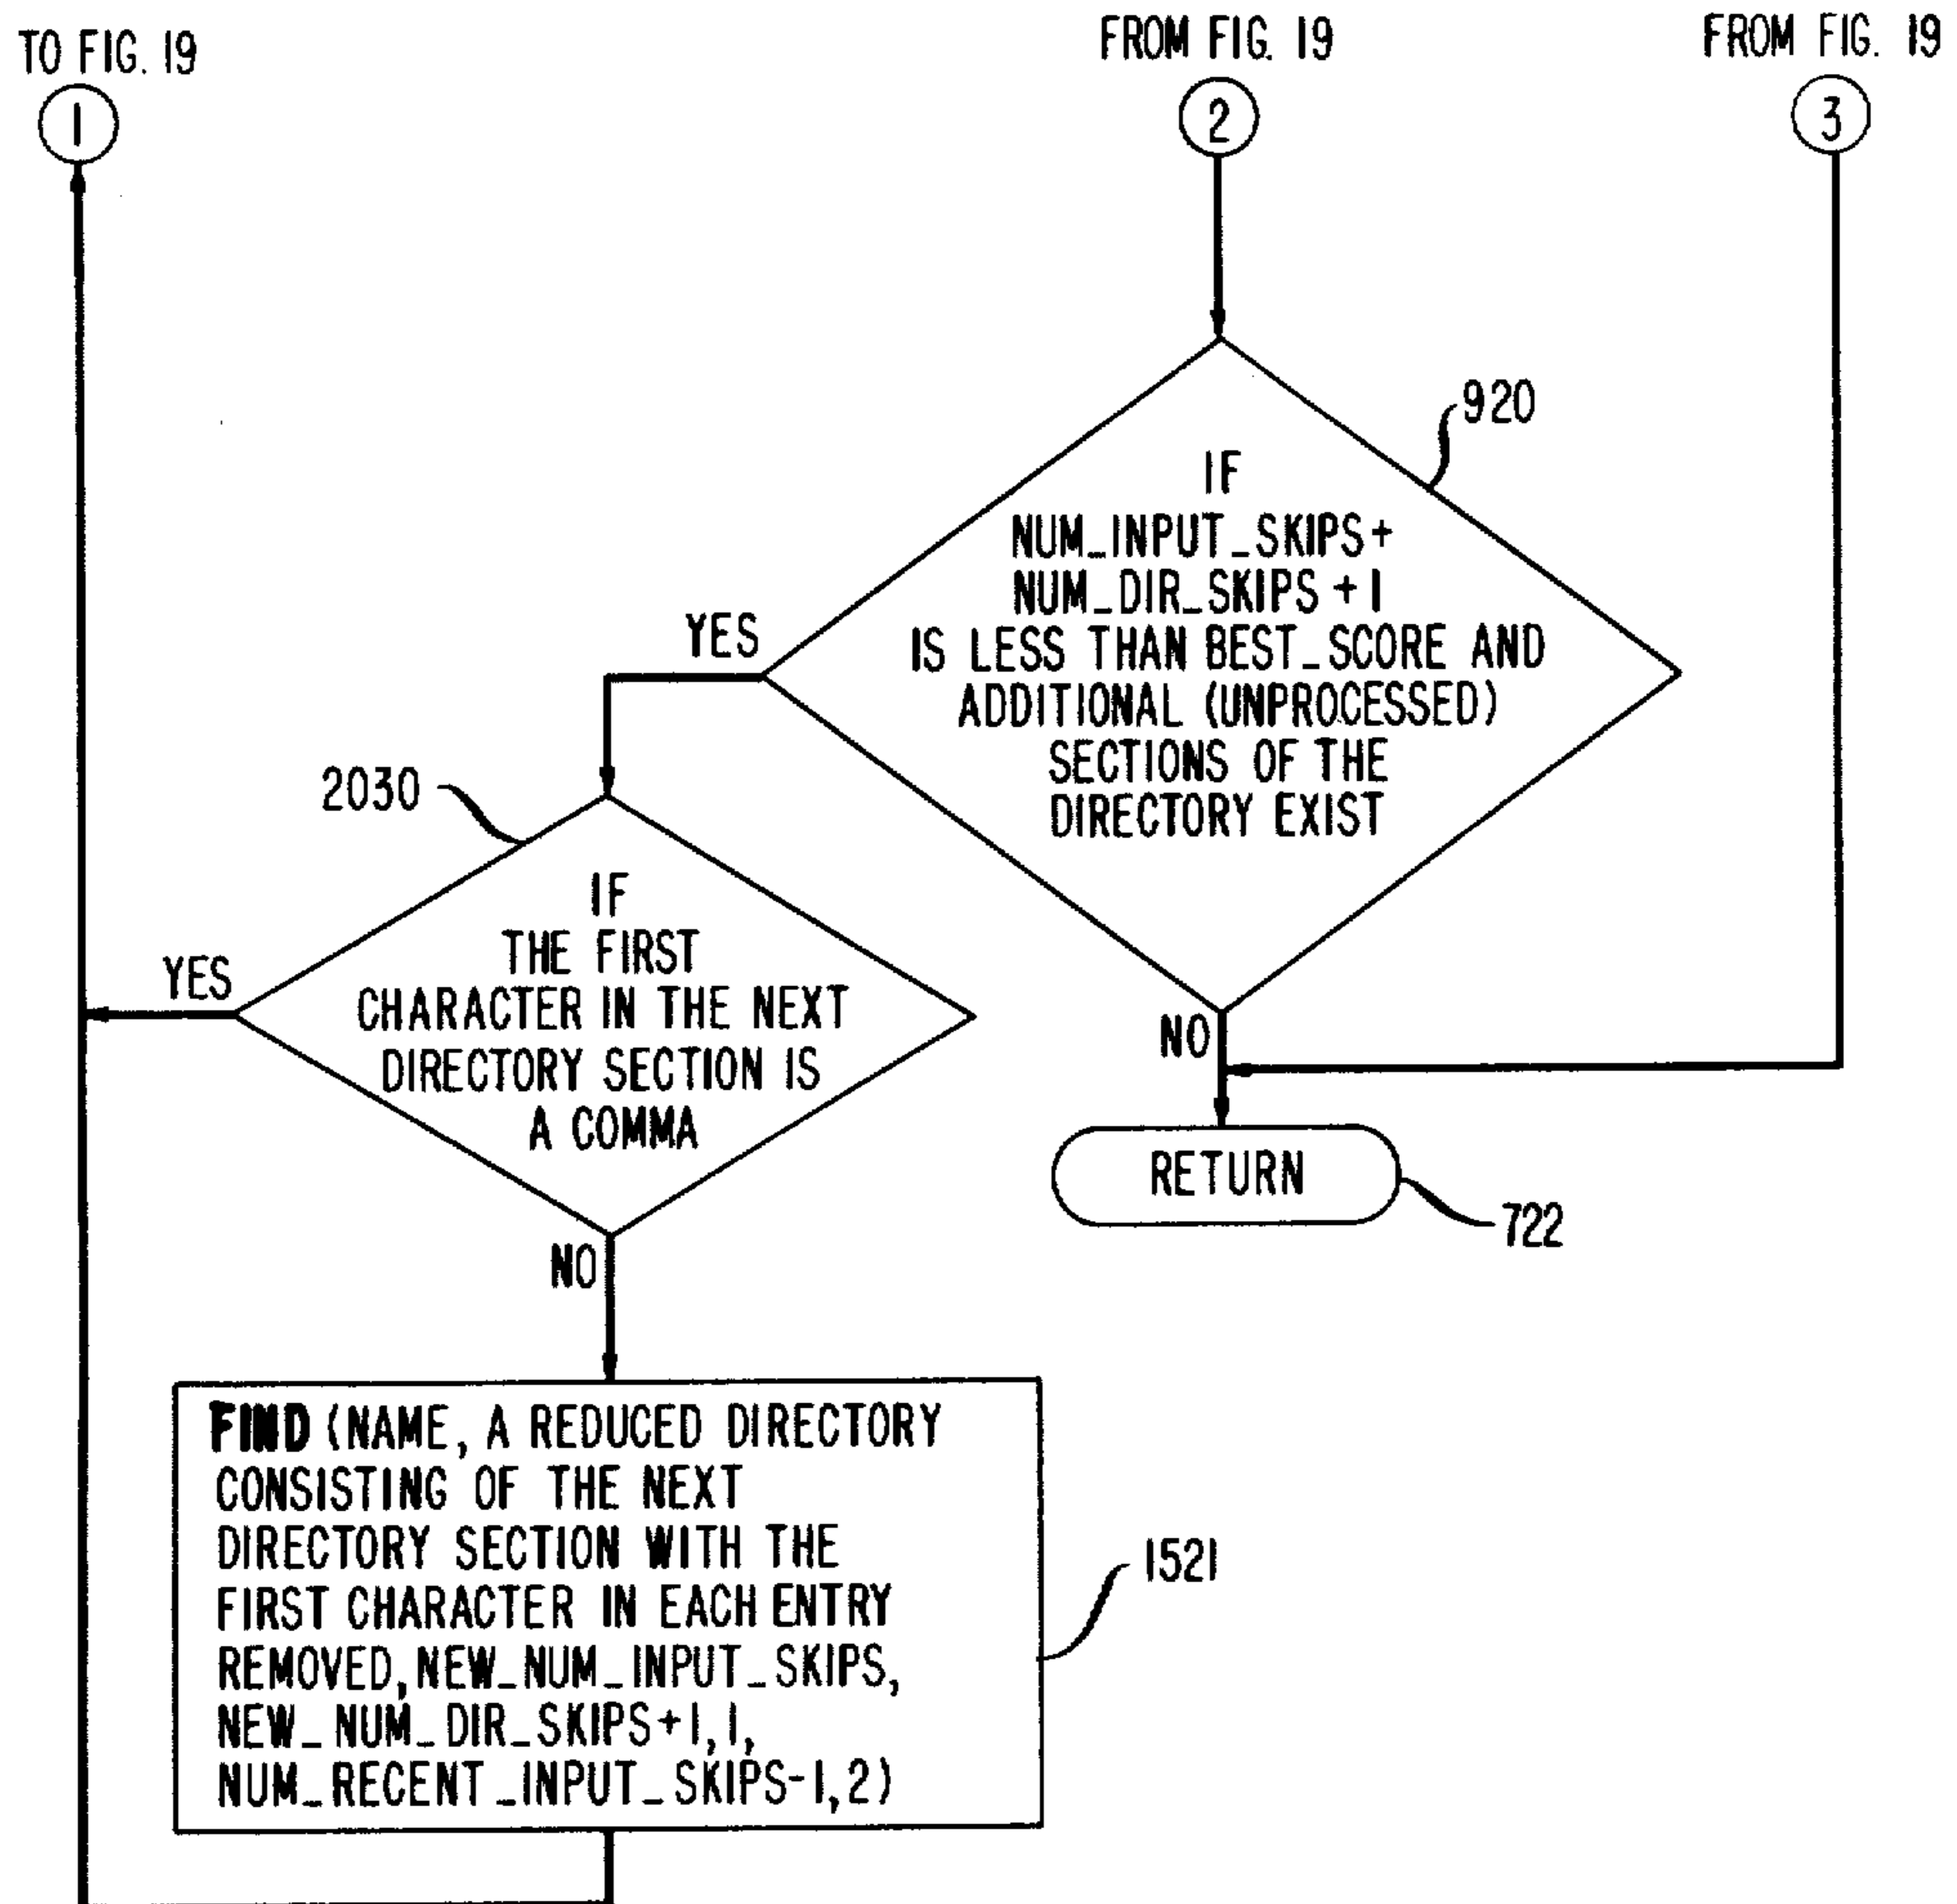 TO FIG. 19
1
FROM FIG. 19
2
FROM FIG. 19
3
920
IF
NUM_INPUT_SKIPS+
NUM_DIR_SKIPS +1
IS LESS THAN BEST_SCORE AND
ADDITIONAL (UNPROCESSED)
SECTIONS OF THE
DIRECTORY EXIST
YES
NO
2030
IF
THE FIRST
CHARACTER IN THE NEXT
DIRECTORY SECTION IS
A COMMA
YES
NO
RETURN
722
FIND (NAME, A REDUCED DIRECTORY
CONSISTING OF THE NEXT
DIRECTORY SECTION WITH THE
FIRST CHARACTER IN EACH ENTRY
REMOVED, NEW_NUM_INPUT_SKIPS,
NEW_NUM_DIR_SKIPS+1,1,
NUM_RECENT_INPUT_SKIPS-1,2)
1521